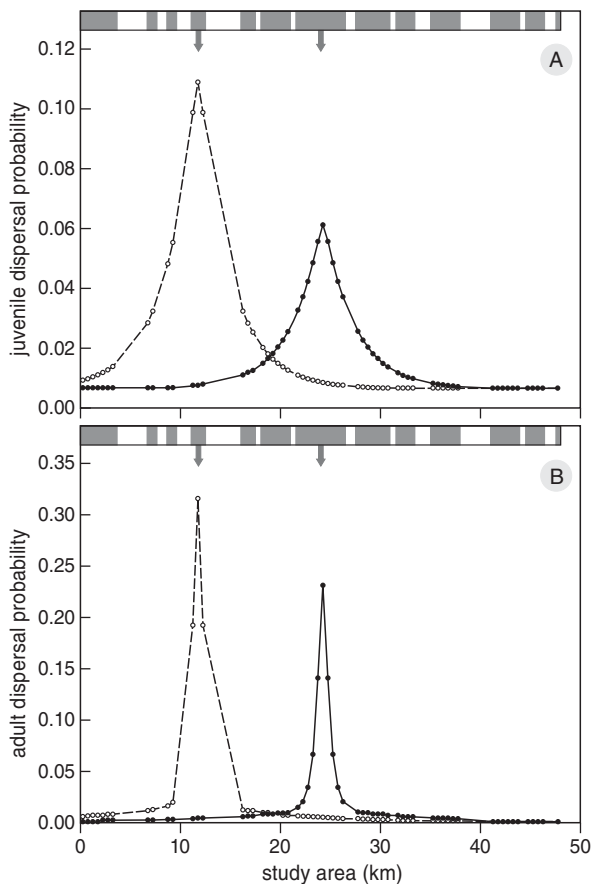 A
0.12
0.10
0.08
0.06
0.04
0.02
0.00
juvenile dispersal probability
B
0.35
0.30
0.25
0.20
0.15
0.10
0.05
0.00
adult dispersal probability
0 10 20 30 40 50
study area (km)